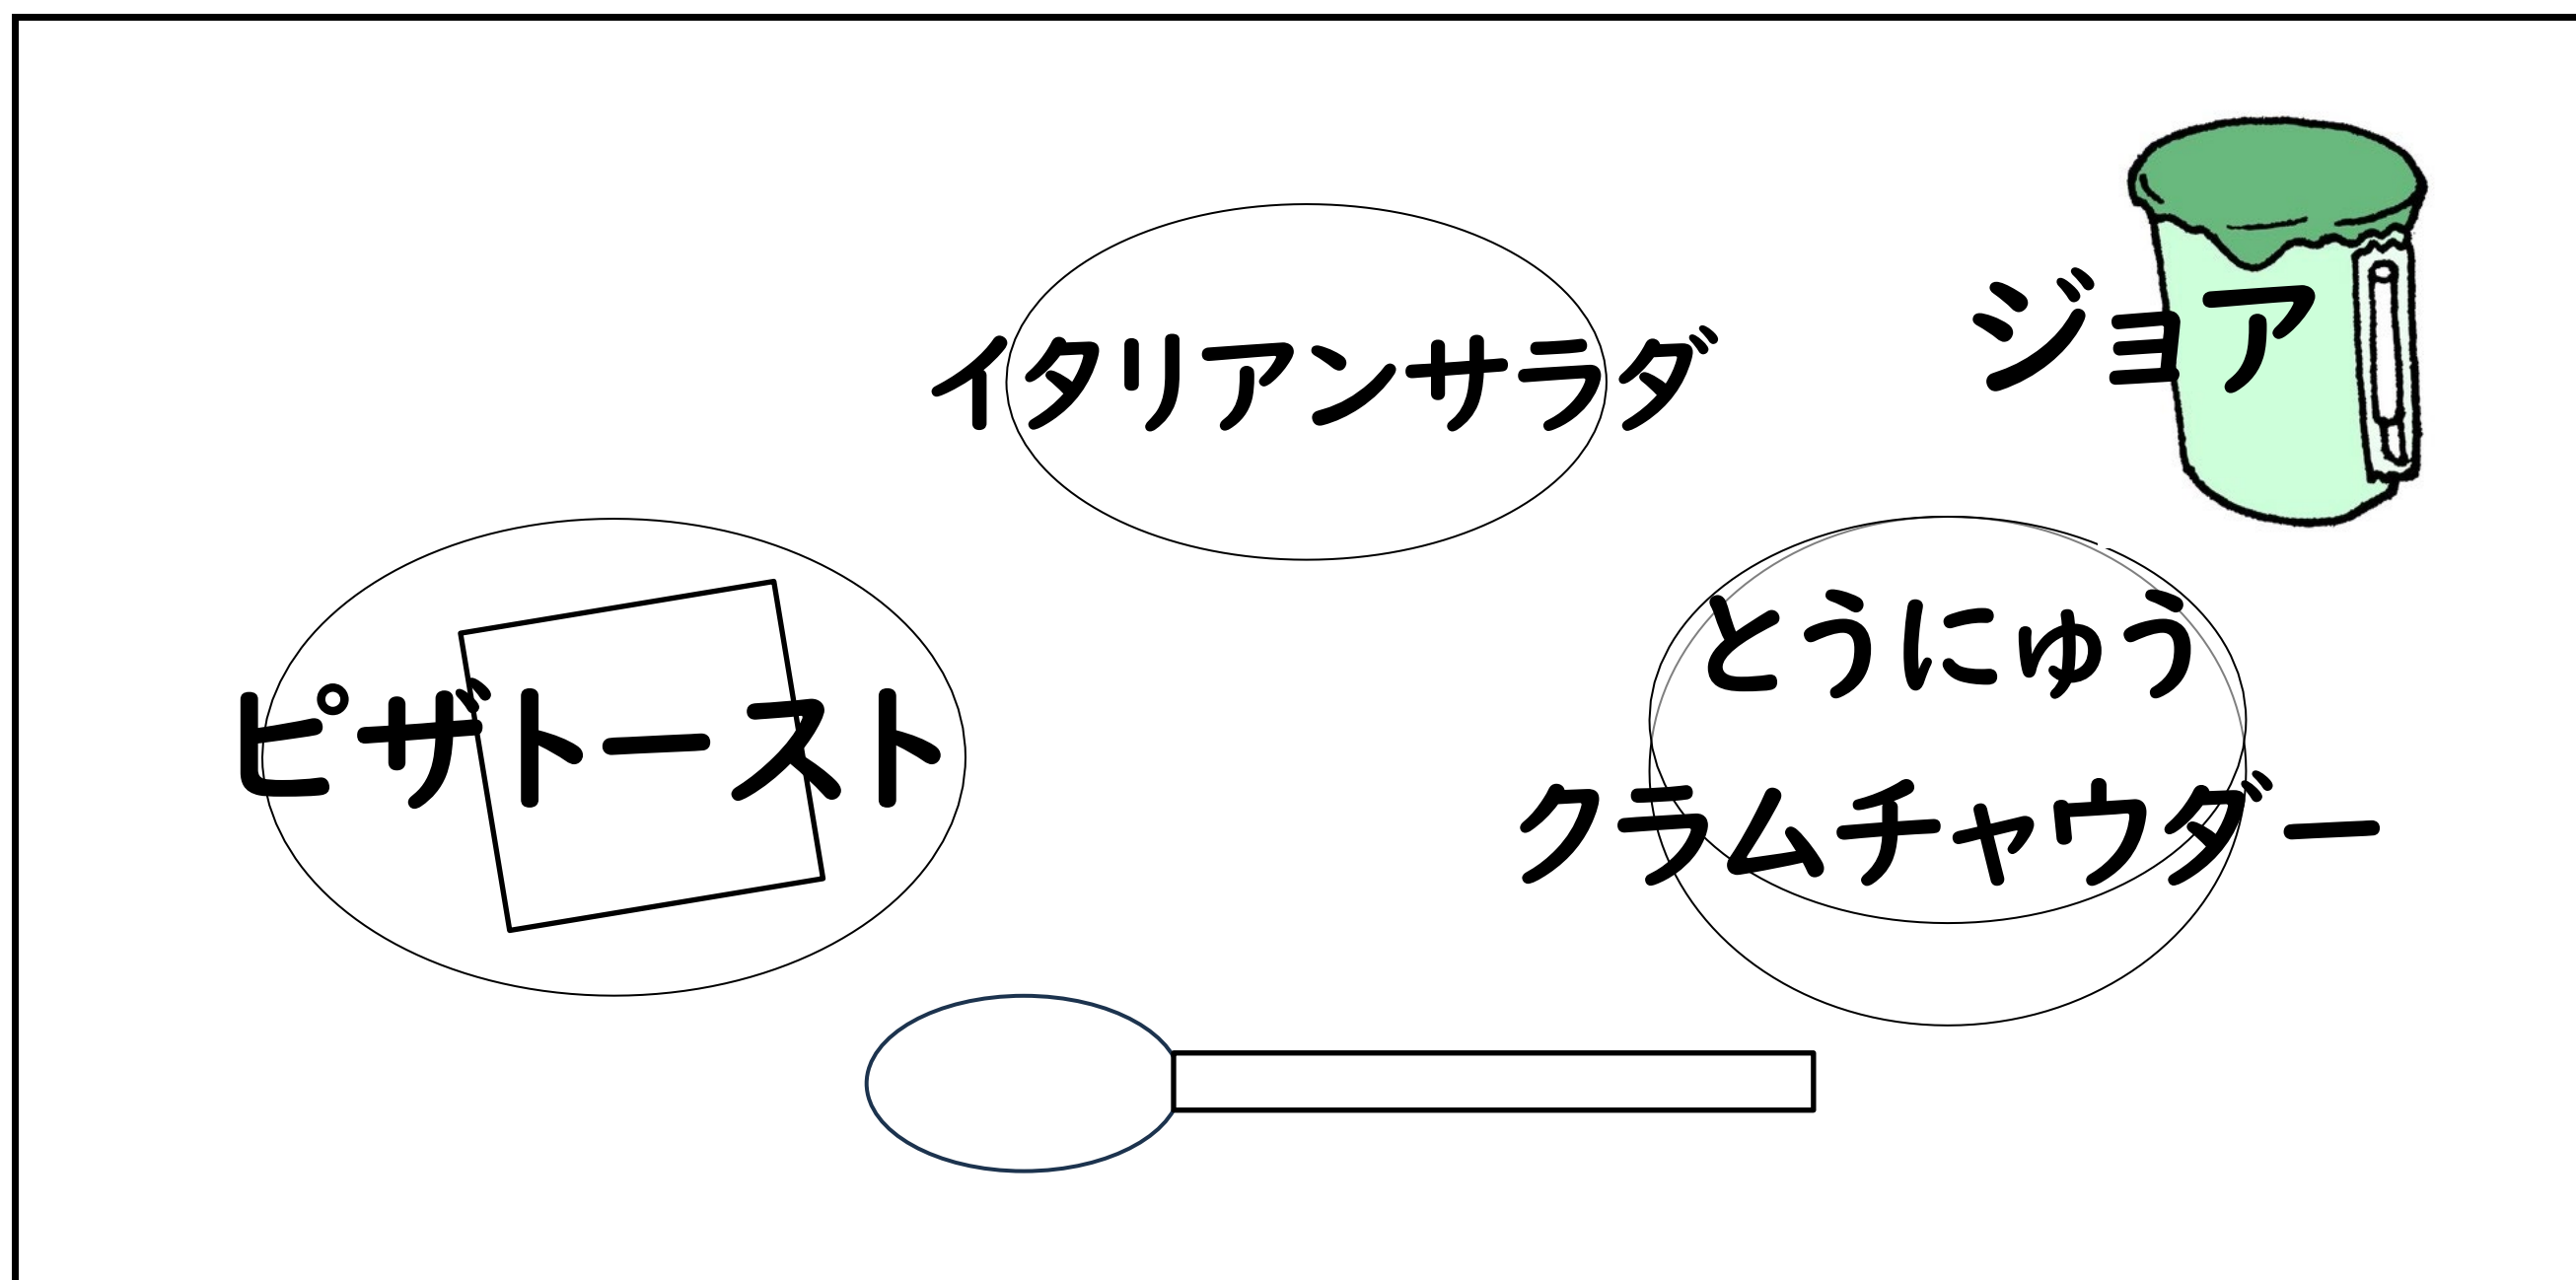 イタリアンサラダ
ジョア
ピザトースト
とうにゅう
クラムチャウダー